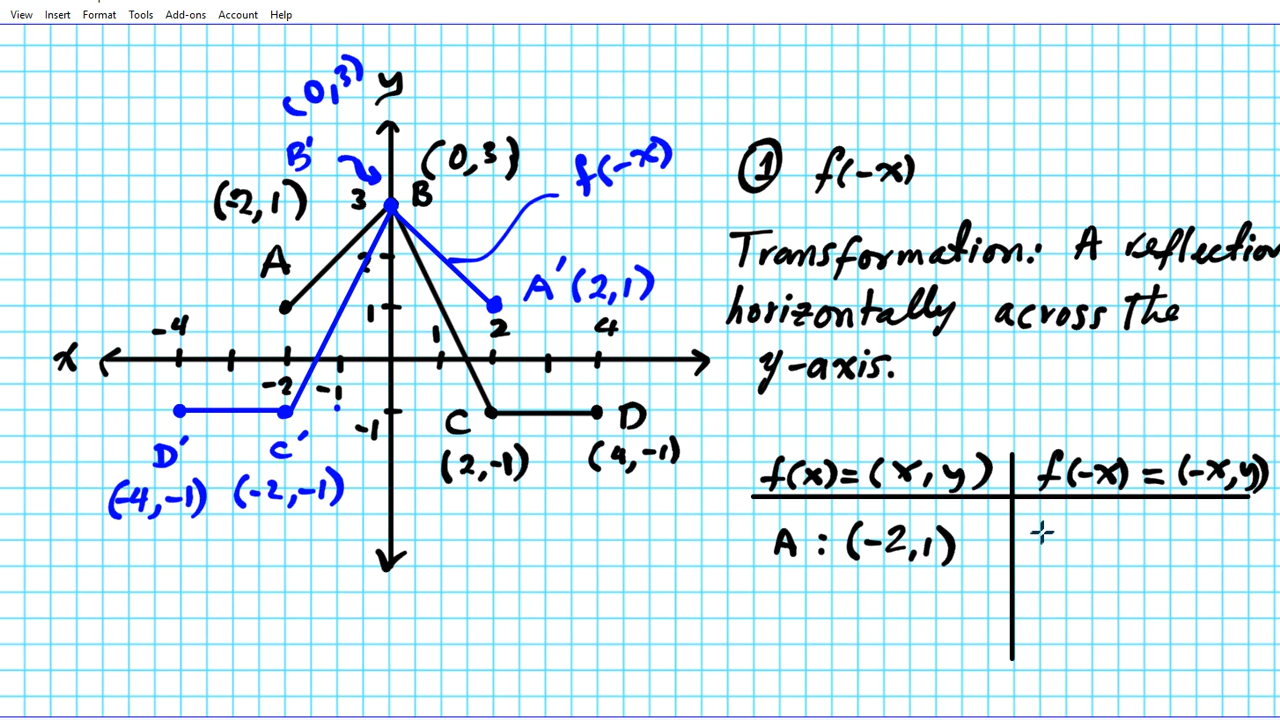 View Insert Format Tools Add-ons Account Help
(0,3)
y
B'
(0,3)
f(-x)
(-2,1)
3
B
A
2
A'(2,1)
1
-4
1
2
4
x
-2
-1
-1
C
D
D'
C'
(2,-1)
(4,-1)
(-4,-1)
(-2,-1)
① f(-x)
Transformation: A reflection
horizontally across the
y-axis.
f(x)=(x,y) f(-x)=(-x,y)
A : (-2,1)